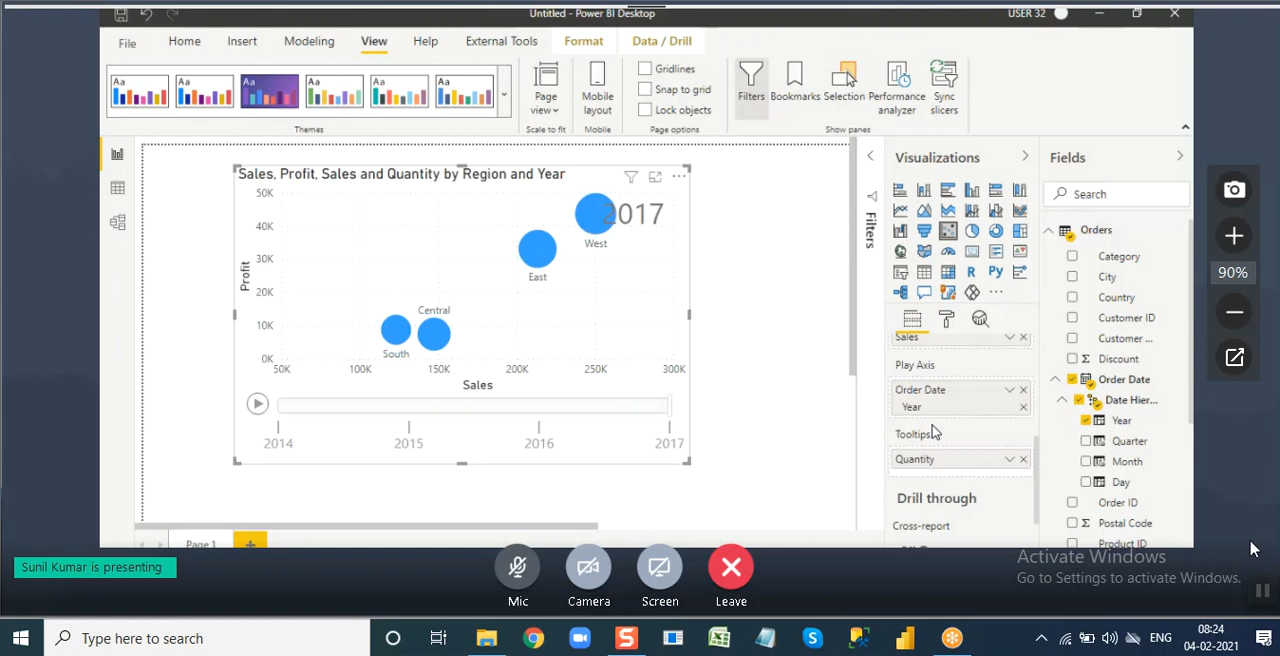 Untitled - Power BI Desktop
USER 32
File
Home
Insert
Modeling
View
Help
External Tools
Format
Data / Drill
Aa
Aa
Aa
Aa
Aa
Aa
Themes
Page
view
Scale to fit
Mobile
layout
Mobile
Gridlines
Snap to grid
Lock objects
Page options
Filters
Bookmarks
Selection
Performance
analyzer
Sync
slicers
Show panes
Sales, Profit, Sales and Quantity by Region and Year
2017
50K
40K
30K
20K
10K
0K
Profit
West
East
Central
South
50K
100K
150K
200K
250K
300K
Sales
2014
2015
2016
2017
Page 1
Filters
Visualizations
R
Py
Sales
Play Axis
Order Date
Year
Tooltips
Quantity
Drill through
Cross-report
Fields
Search
Orders
Category
City
Country
Customer ID
Customer ...
Σ Discount
Order Date
Date Hier...
Year
Quarter
Month
Day
Order ID
Σ Postal Code
Product ID
90%
Sunil Kumar is presenting
Mic
Camera
Screen
Leave
Activate Windows
Go to Settings to activate Windows.
Type here to search
ENG
08:24
04-02-2021